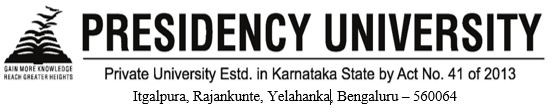 PRESIDENCY UNIVERSITY
GAIN MORE KNOWLEDGE
REACH GREATER HEIGHTS
Private University Estd. in Karnataka State by Act No. 41 of 2013
Itgalpura, Rajankunte, Yelahanka, Bengaluru – 560064